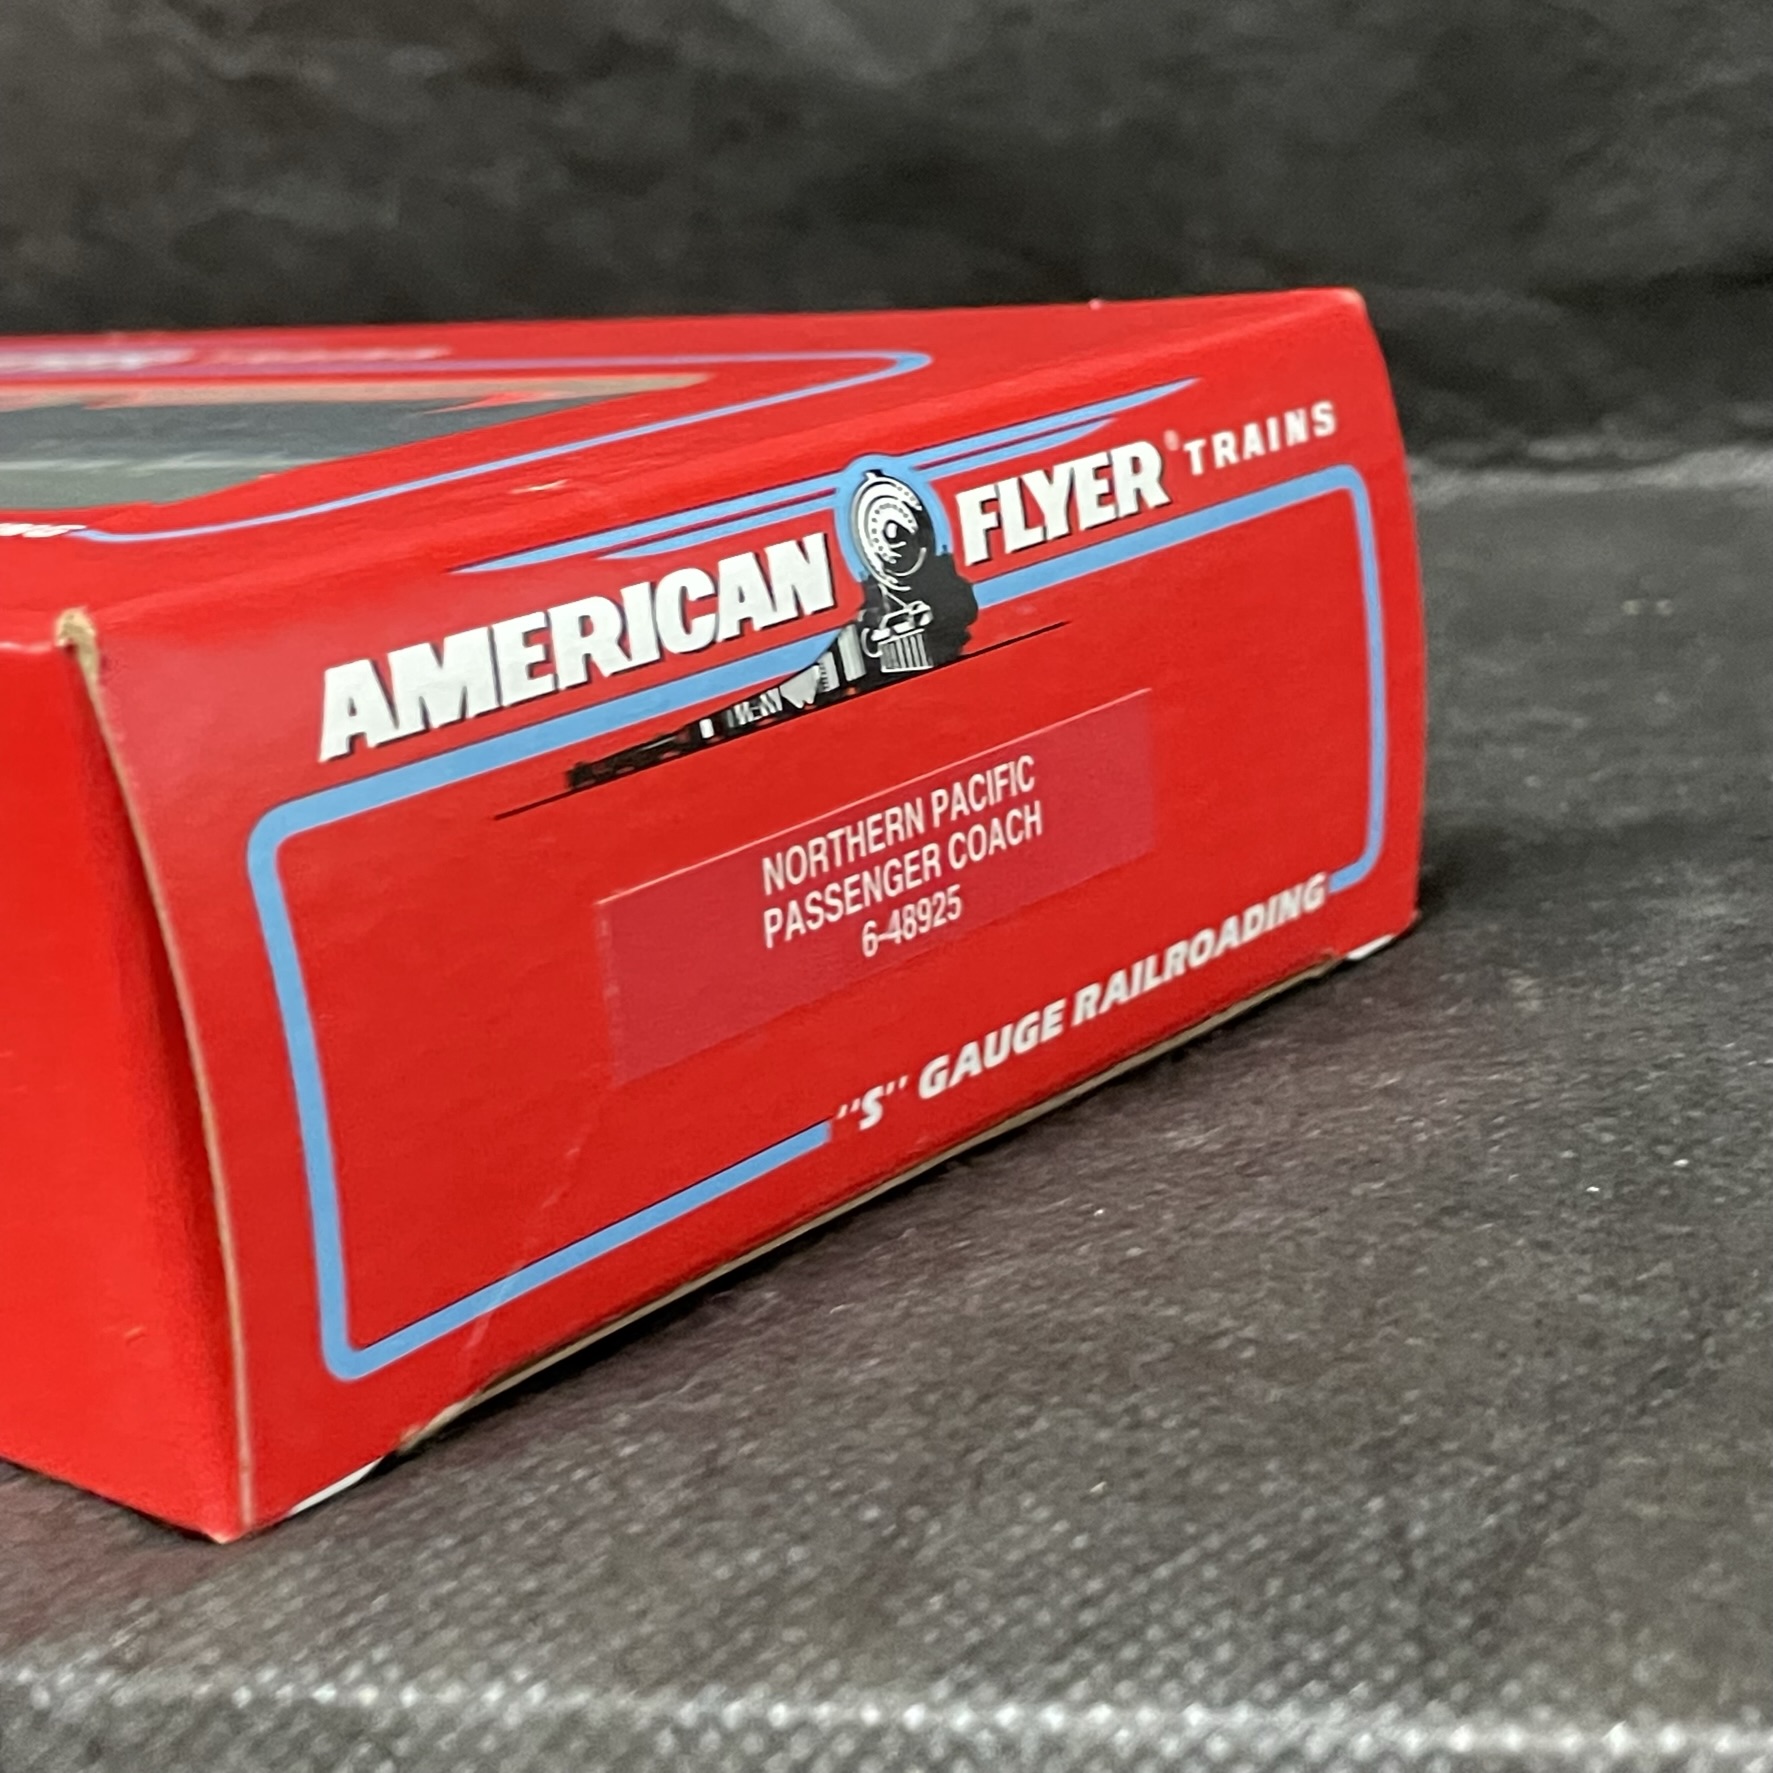 AMERICAN FLYER® TRAINS
NORTHERN PACIFIC
PASSENGER COACH
6-48925
"S" GAUGE RAILROADING